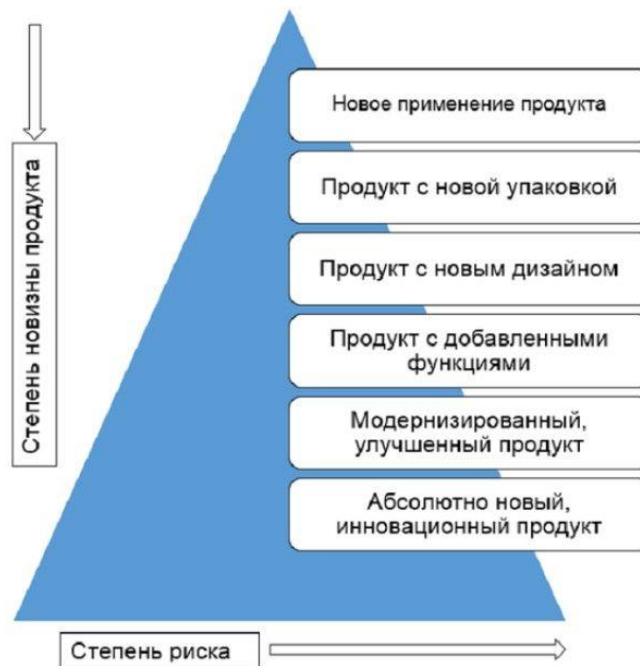 Новое применение продукта
Продукт с новой упаковкой
Продукт с новым дизайном
Продукт с добавленными
функциями
Модернизированный,
улучшенный продукт
Абсолютно новый,
инновационный продукт
Степень новизны продукта
Степень риска